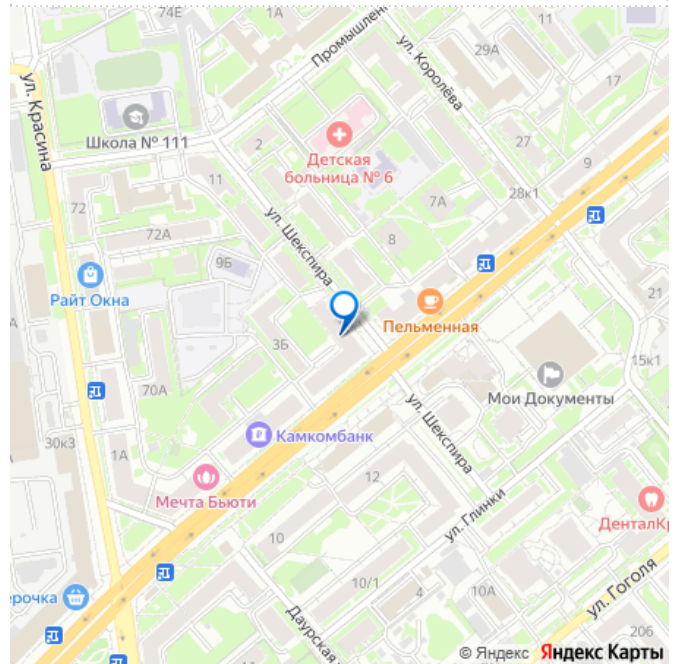 74Е
1А
Промышлен
ул. Королёва
29А
17
ул. Красина
Школа № 111
2
Детская
больница № 6
27
9
11
7А
28к1
72
72А
ул. Шекспира
8
9Б
21
Райт Окна
Пельменная
3Б
15к1
70А
Мои Документы
ул. Шекспира
Камкомбанк
30к3
1А
12
Мечта Бьюти
ул. Глинки
ДенталКр
10
10/1
4
10А
ул. Гоголя
ерочка
Даурская
20б
© Яндекс Яндекс Карты